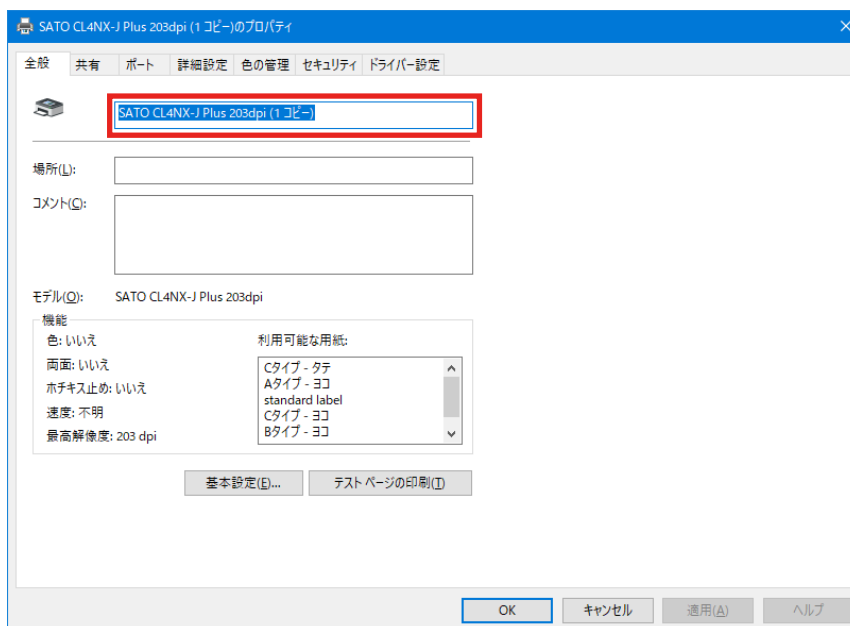 SATO CL4NX-J Plus 203dpi (1 コピー)のプロパティ
全般 共有 ポート 詳細設定 色の管理 セキュリティ ドライバー設定
SATO CL4NX-J Plus 203dpi (1 コピー)
場所(L):
コメント(C):
モデル(O): SATO CL4NX-J Plus 203dpi
機能
色: いいえ
両面: いいえ
ホチキス止め: いいえ
速度: 不明
最高解像度: 203 dpi
利用可能な用紙:
Cタイプ - タテ
Aタイプ - ヨコ
standard label
Cタイプ - ヨコ
Bタイプ - ヨコ
基本設定(E)... テスト ページの印刷(T)
OK キャンセル 適用(A) ヘルプ